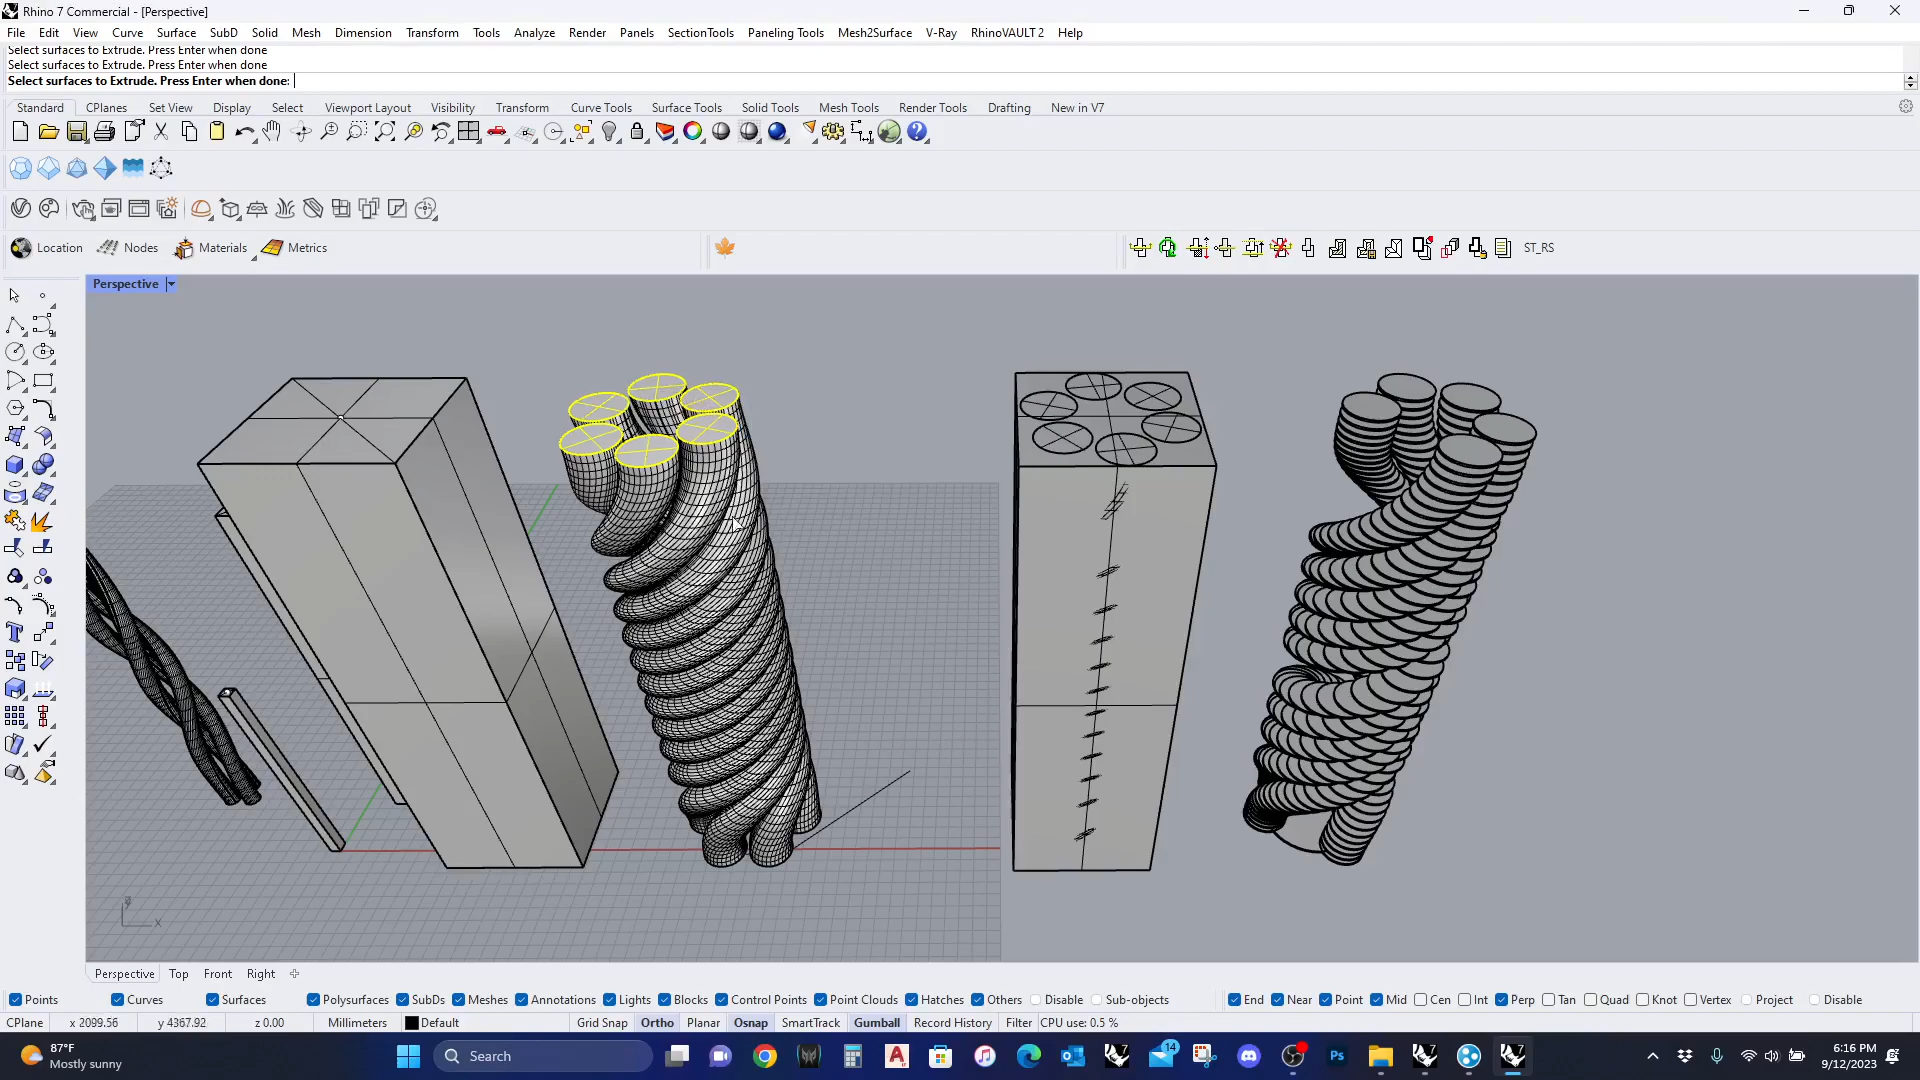 Rhino 7 Commercial - [Perspective]
File Edit View Curve Surface SubD Solid Mesh Dimension Transform Tools Analyze Render Panels SectionTools Paneling Tools Mesh2Surface V-Ray RhinoVAULT 2 Help
Select surfaces to Extrude. Press Enter when done
Select surfaces to Extrude. Press Enter when done
Select surfaces to Extrude. Press Enter when done:
Standard CPlanes Set View Display Select Viewport Layout Visibility Transform Curve Tools Surface Tools Solid Tools Mesh Tools Render Tools Drafting New in V7
Location Nodes Materials Metrics ST_RS
Perspective
x
Perspective Top Front Right
Points Curves Surfaces Polysurfaces SubDs Meshes Annotations Lights Blocks Control Points Point Clouds Hatches Others Disable Sub-objects End Near Point Mid Cen Int Perp Tan Quad Knot Vertex Project Disable
CPlane x 2099.56 y 4367.92 z 0.00 Millimeters Default Grid Snap Ortho Planar Osnap SmartTrack Gumball Record History Filter CPU use: 0.5 %
87°F
Mostly sunny
Search
14
Ps
6:16 PM
9/12/2023